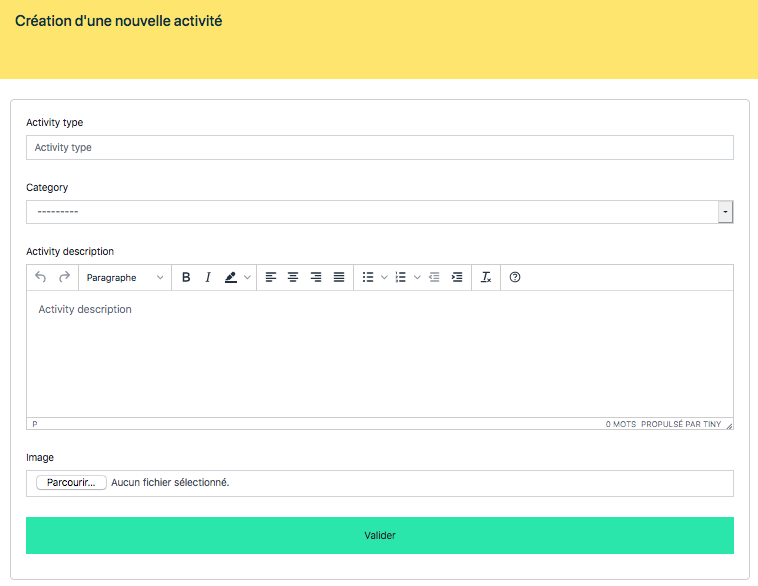 Création d'une nouvelle activité
Activity type
Activity type
Category
---------
Activity description
Paragraphe B I
Activity description
P 0 MOTS PROPULSÉ PAR TINY
Image
Parcourir... Aucun fichier sélectionné.
Valider